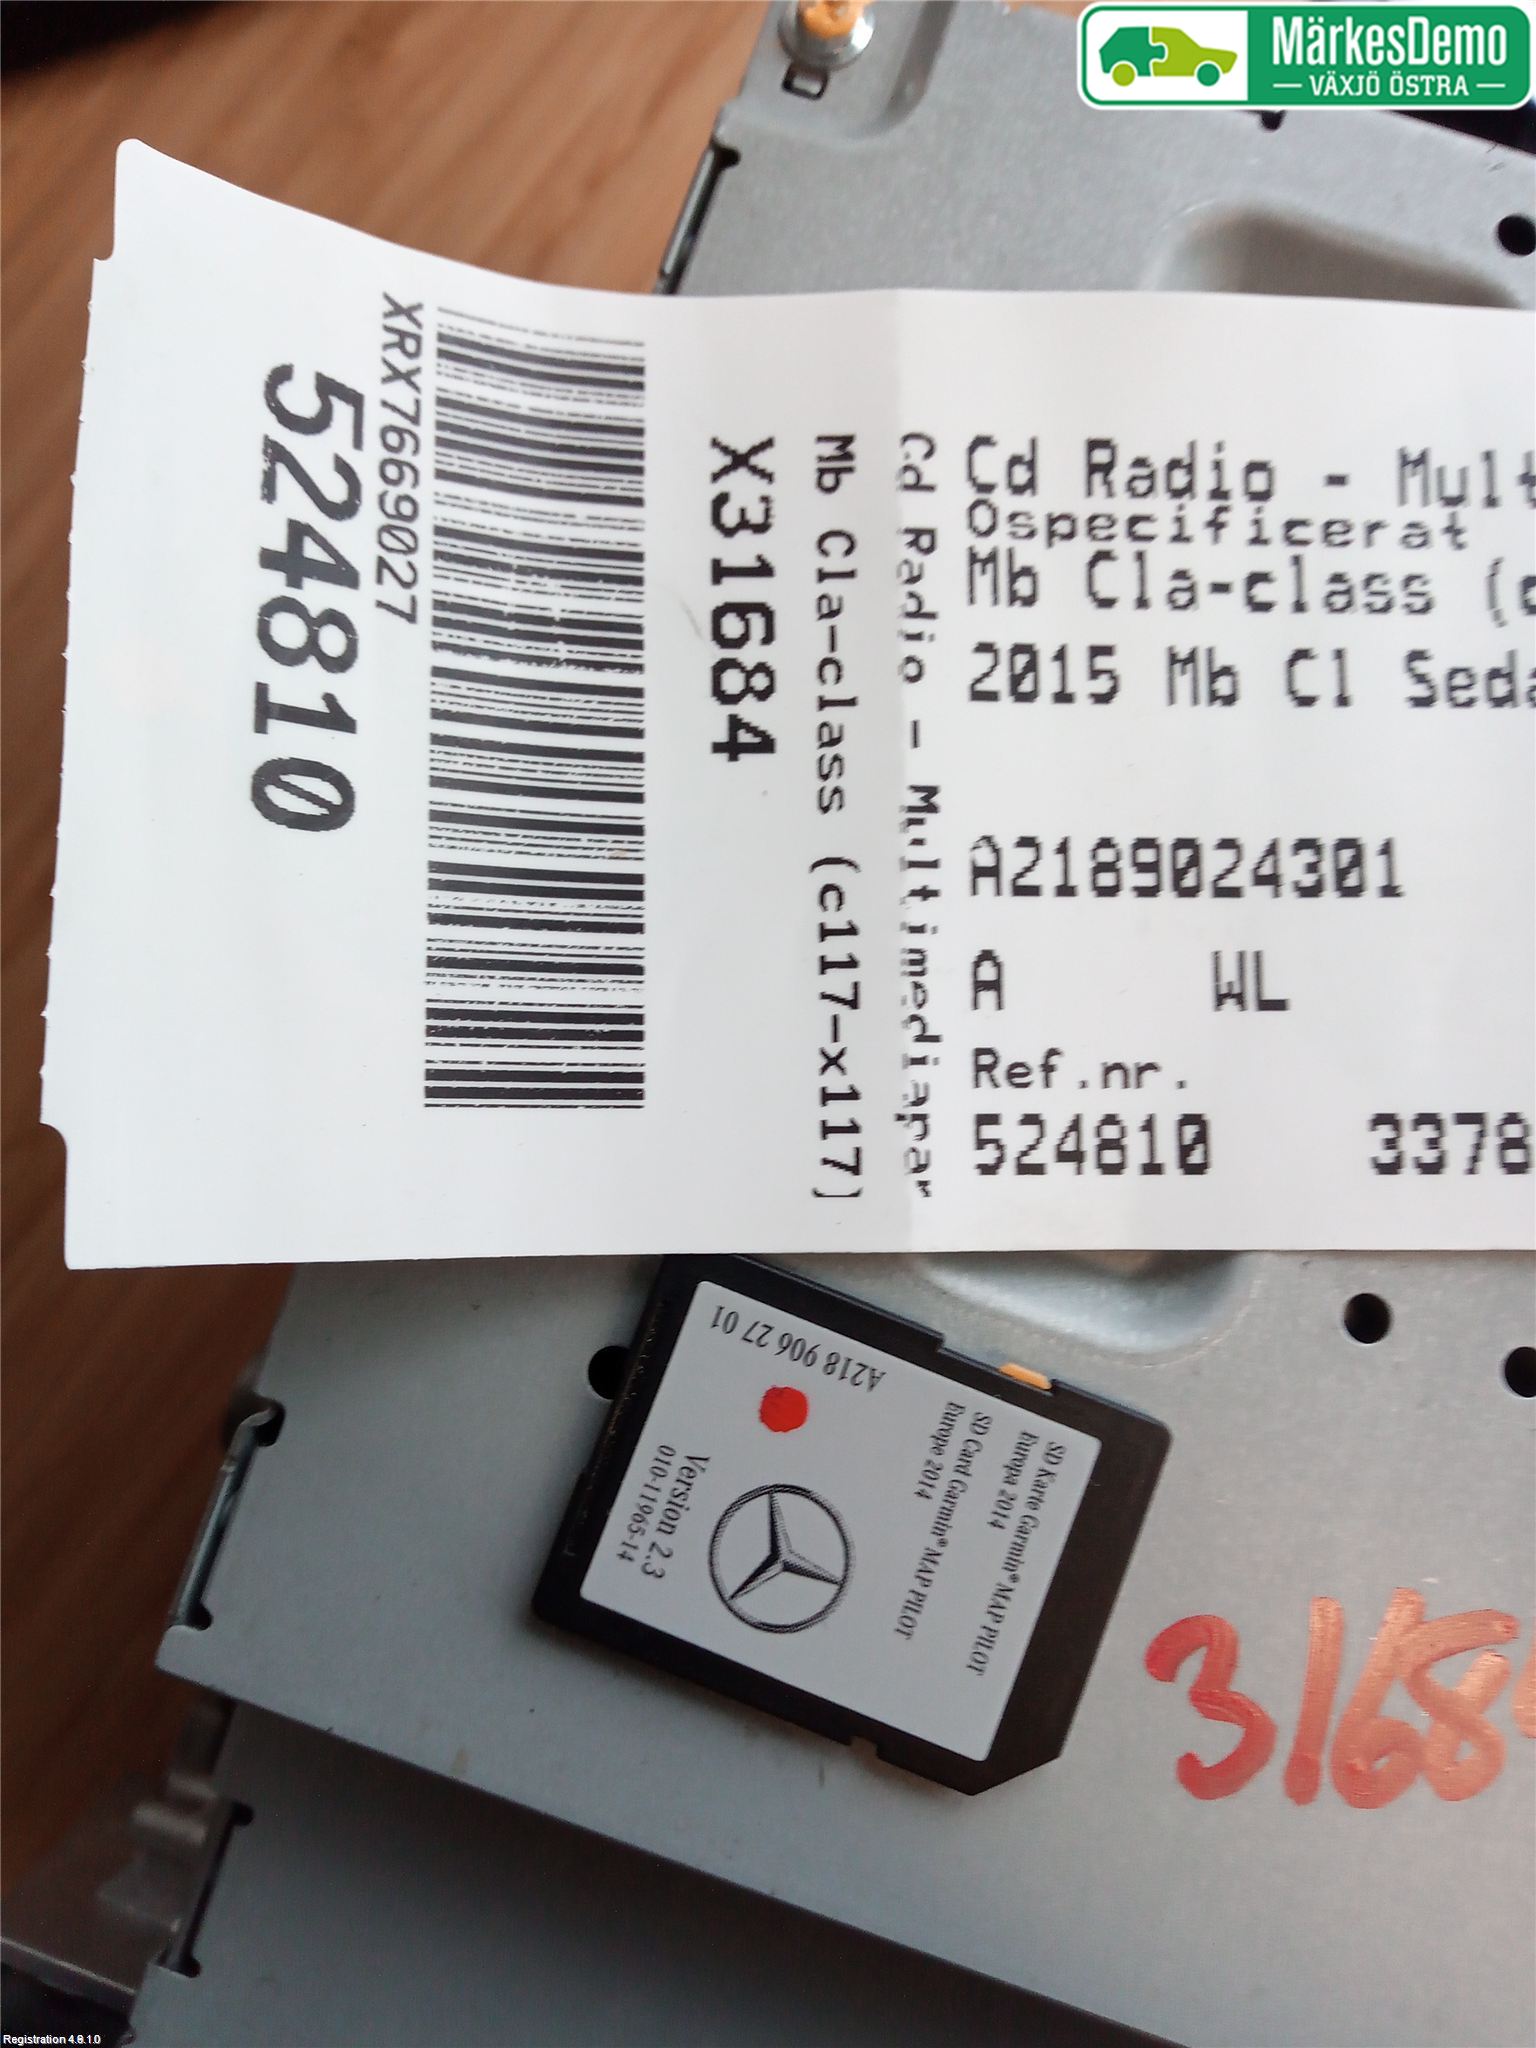 MärkesDemo
VÄXJÖ ÖSTRA
524810
XRX7669027
X31684
Mb Cla-class (c117-x117)
Cd Radio - Multimediapar
Cd Radio - Mult
Ospecificerat
Mb Cla-class (c
2015 Mb Cl Seda
A2189024301
A WL
Ref.nr.
524810 3378
A218 906 27 01
SD Karte Garmin® MAP PILOT
Europa 2014
SD Card Garmin® MAP PILOT
Europe 2014
Version 2.3
010-11965-14
3168
Registration 4.8.1.0